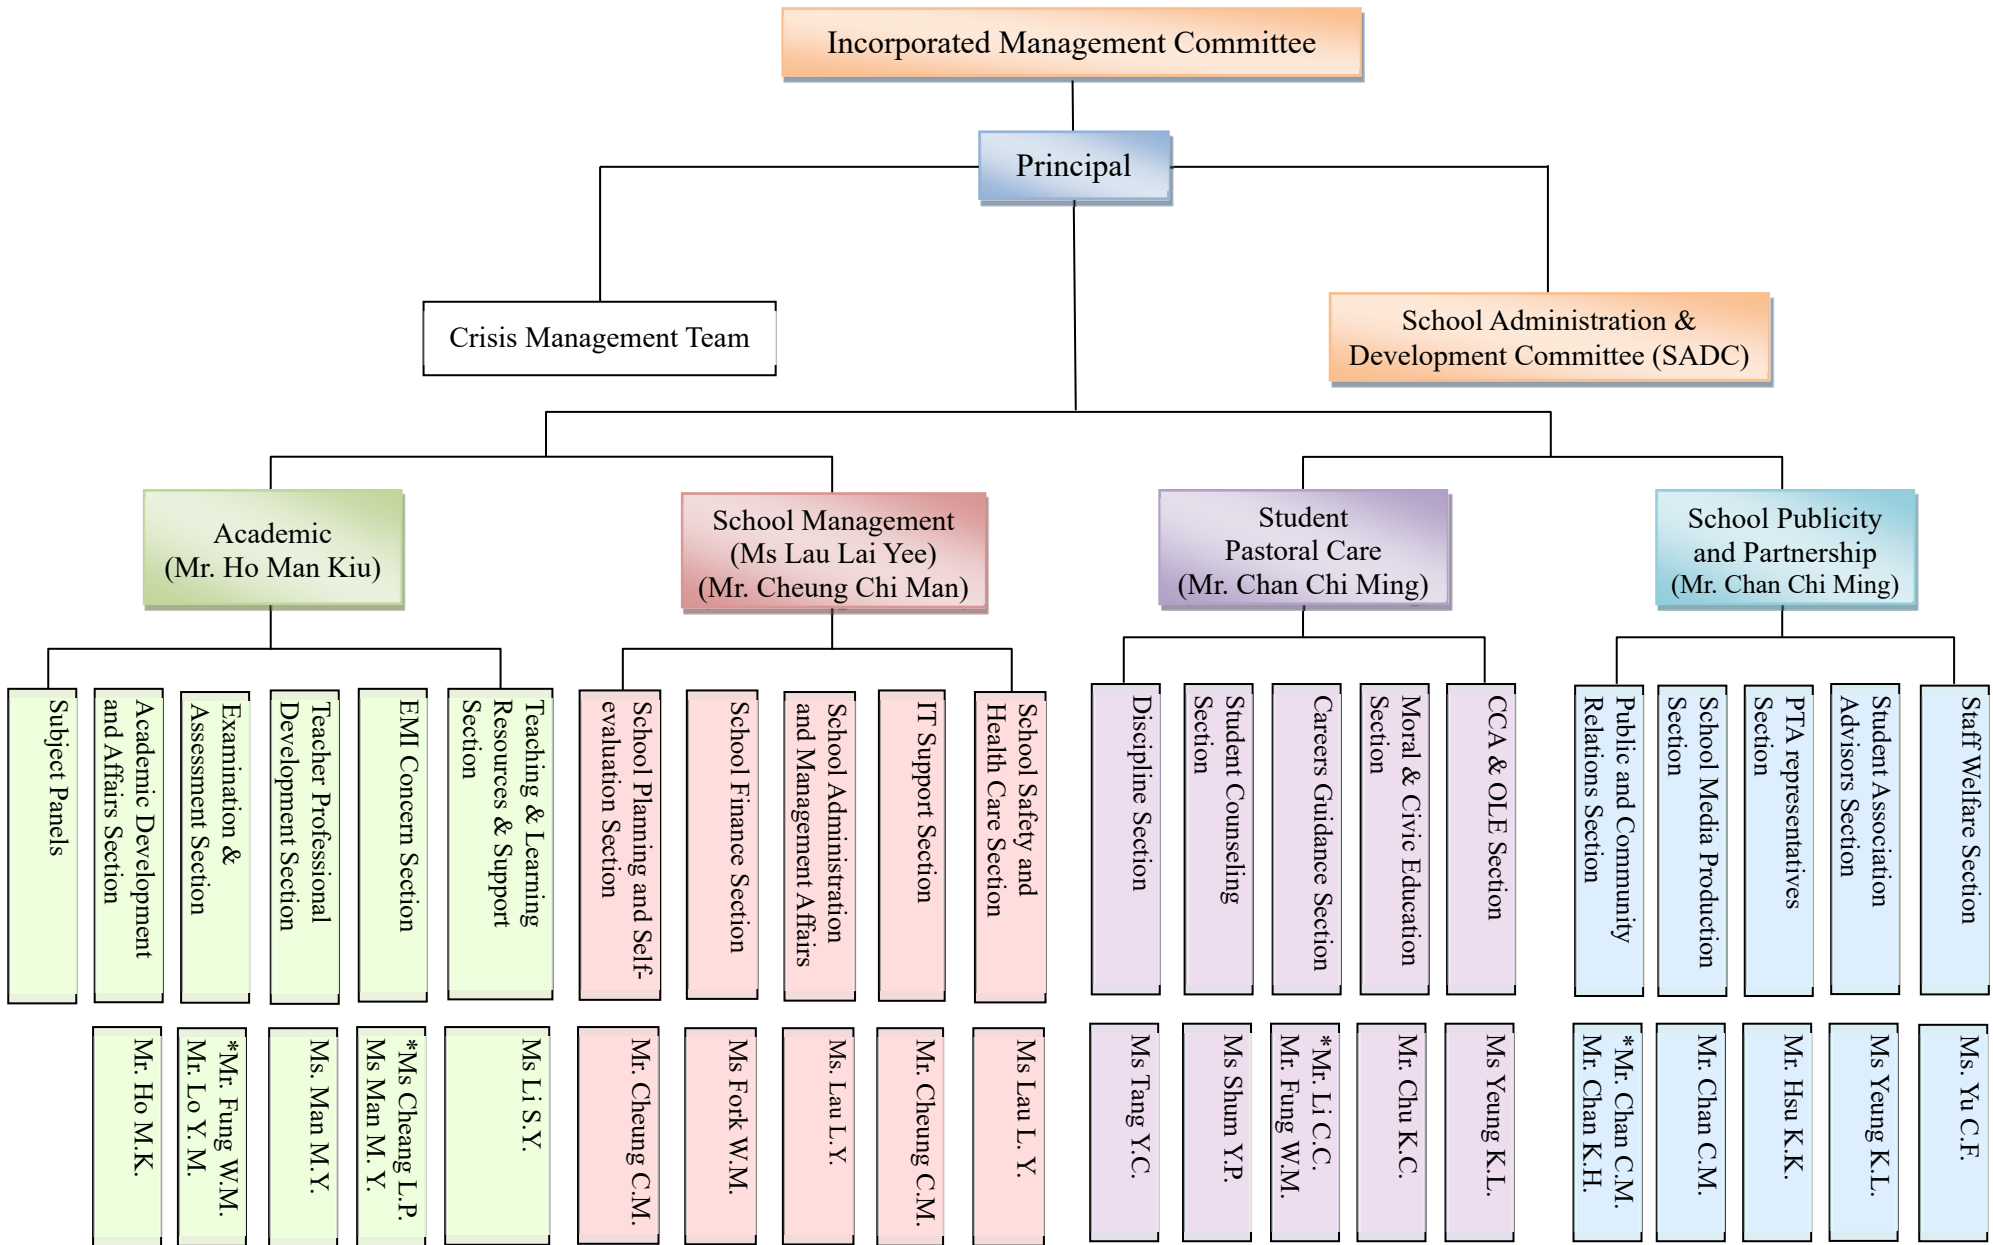 Incorporated Management Committee
Principal
Crisis Management Team
School Administration &
Development Committee (SADC)
Academic
(Mr. Ho Man Kiu)
School Management
(Ms Lau Lai Yee)
(Mr. Cheung Chi Man)
Student
Pastoral Care
(Mr. Chan Chi Ming)
School Publicity
and Partnership
(Mr. Chan Chi Ming)
Subject Panels
Academic Development
and Affairs Section
Examination &
Assessment Section
Teacher Professional
Development Section
EMI Concern Section
Teaching & Learning
Resources & Support
Section
School Planning and Self-
evaluation Section
School Finance Section
School Administration
and Management Affairs
IT Support Section
School Safety and
Health Care Section
Discipline Section
Student Counseling
Section
Careers Guidance Section
Moral & Civic Education
Section
CCA & OLE Section
Public and Community
Relations Section
School Media Production
Section
PTA representatives
Section
Student Association
Advisors Section
Staff Welfare Section
Mr. Ho M.K.
*Mr. Fung W.M.
Mr. Lo Y. M.
Ms. Man M.Y.
*Ms Cheang L.P.
Ms Man M. Y.
Ms Li S.Y.
Mr. Cheung C.M.
Ms Fork W.M.
Ms. Lau L.Y.
Mr. Cheung C.M.
Ms Lau L. Y.
Ms Tang Y.C.
Ms Shum Y.P.
*Mr. Li C.C.
Mr. Fung W.M.
Mr. Chu K.C.
Ms Yeung K.L.
*Mr. Chan C.M.
Mr. Chan K.H.
Mr. Chan C.M.
Mr. Hsu K.K.
Ms Yeung K.L.
Ms. Yu C.F.